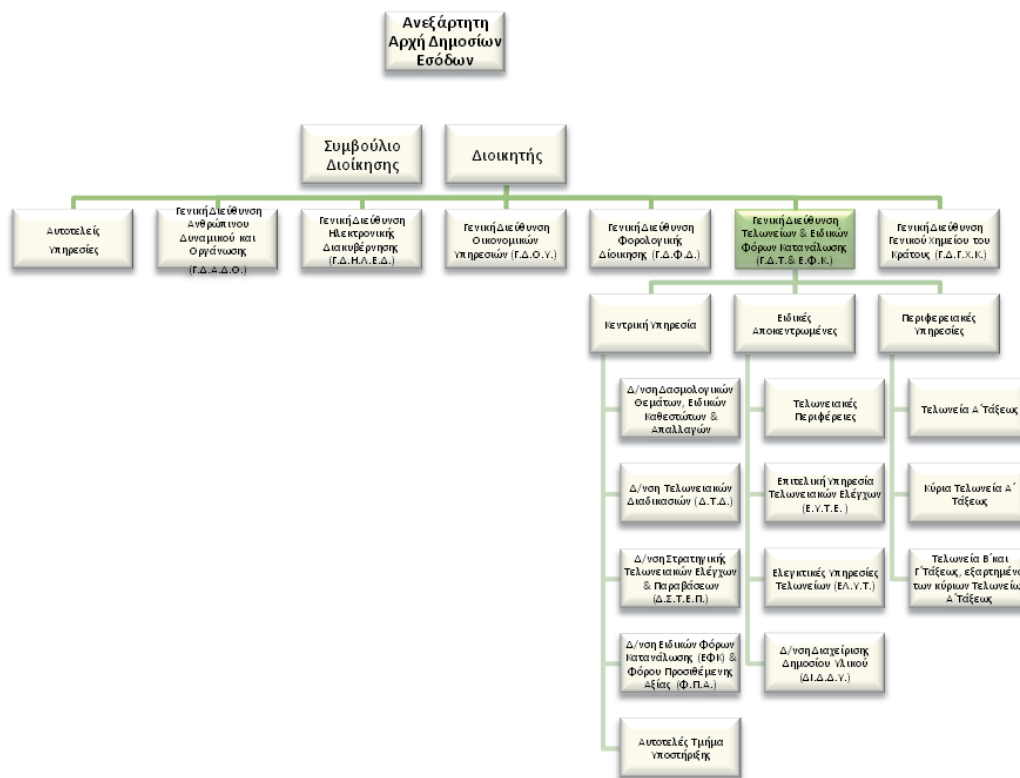 Ανεξάρτητη
Αρχή Δημοσίων
Εσόδων
Συμβούλιο
Διοίκησης
Διοικητής
Αυτοτελείς
Υπηρεσίες
Γενική Διεύθυνση
Ανθρώπινου
Δυναμικού και
Οργάνωσης
(Γ.Δ.Α.Δ.Ο.)
Γενική Διεύθυνση
Ηλεκτρονικής
Διακυβέρνησης
(Γ.Δ.Η.Λ.Ε.Δ.)
Γενική Διεύθυνση
Οικονομικών
Υπηρεσιών (Γ.Δ.Ο.Υ.)
Γενική Διεύθυνση
Φορολογικής
Δίοικησης (Γ.Δ.Φ.Δ.)
Γενική Διεύθυνση
Τελωνείων & Ειδικών
Φόρων Κατανάλωσης
(Γ.Δ.Τ.& Ε.Φ.Κ.)
Γενική Διεύθυνση
Γενικού Χημείου του
Κράτους (Γ.Δ.Γ.Χ.Κ.)
Κεντρική Υπηρεσία
Ειδικές
Αποκεντρωμένες
Περιφερειακές
Υπηρεσίες
Δ/νση Δασμολογικών
Θεμάτων, Ειδικών
Καθεστώτων &
Απαλλαγών
Δ/νση Τελωνειακών
Διαδικασιών (Δ.Τ.Δ.)
Δ/νση Στρατηγικής
Τελωνειακών Ελέγχων
& Παραβάσεων
(Δ.Σ.Τ.Ε.Π.)
Δ/νση Ειδικών Φόρων
Κατανάλωσης (ΕΦΚ) &
Φόρου Προστιθέμενης
Αξίας (Φ.Π.Α.)
Αυτοτελές Τμήμα
Υποστήριξης
Τελωνειακές
Περιφέρειες
Επιτελική Υπηρεσία
Τελωνειακών Ελέγχων
(Ε.Υ.Τ.Ε. )
Ελεγκτικές Υπηρεσίες
Τελωνείων (ΕΛ.Υ.Τ.)
Δ/νση Διαχείρισης
Δημοσίου Υλικού
(ΔΙ.Δ.Δ.Υ.)
Τελωνεία Α΄Τάξεως
Κύρια Τελωνεία Α΄
Τάξεως
Τελωνεία Β΄και
Γ΄Τάξεως, εξαρτημένα
των κύριων Τελωνείων
Α΄Τάξεως